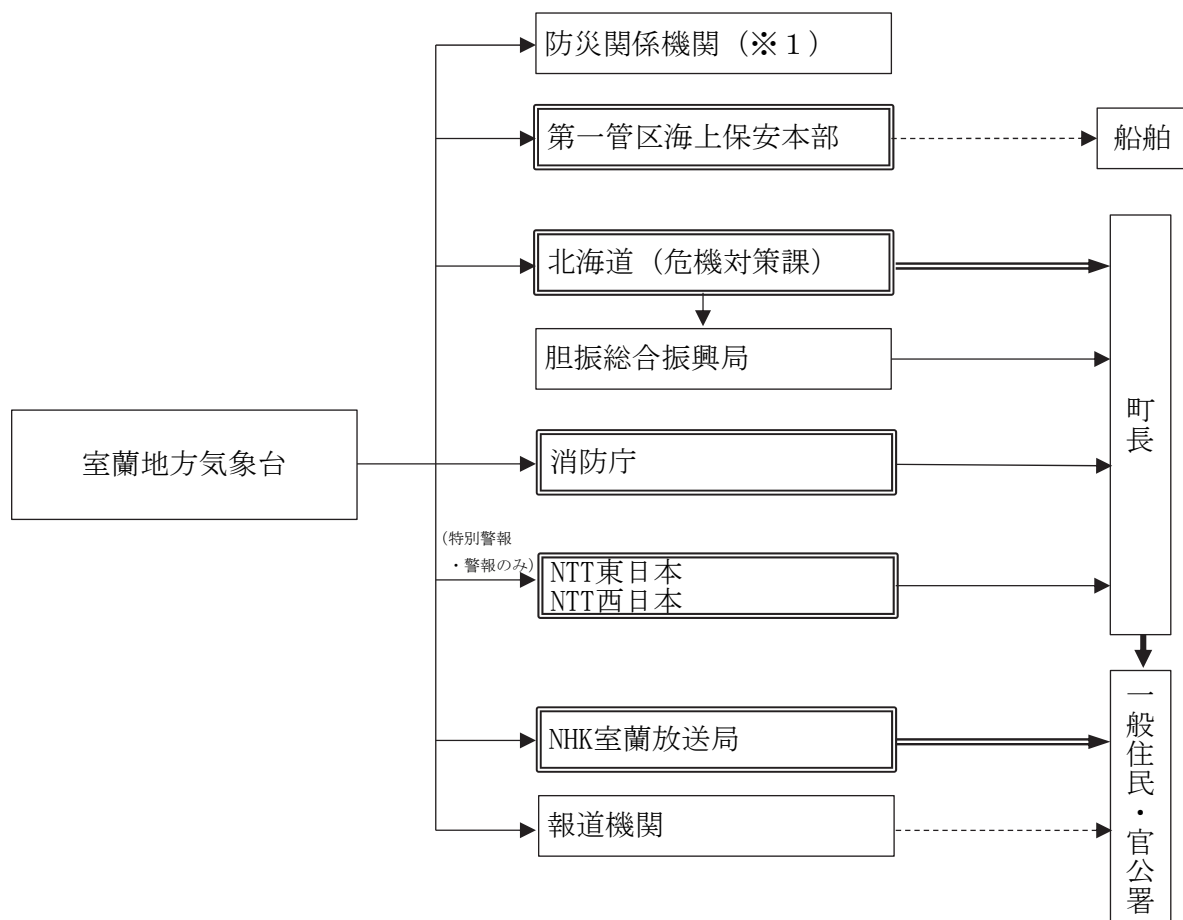 防災関係機関（※１）
第一管区海上保安本部
船舶
北海道（危機対策課）
胆振総合振興局
町長
室蘭地方気象台
消防庁
（特別警報
・警報のみ）
NTT東日本
NTT西日本
NHK室蘭放送局
報道機関
一般住民・官公署